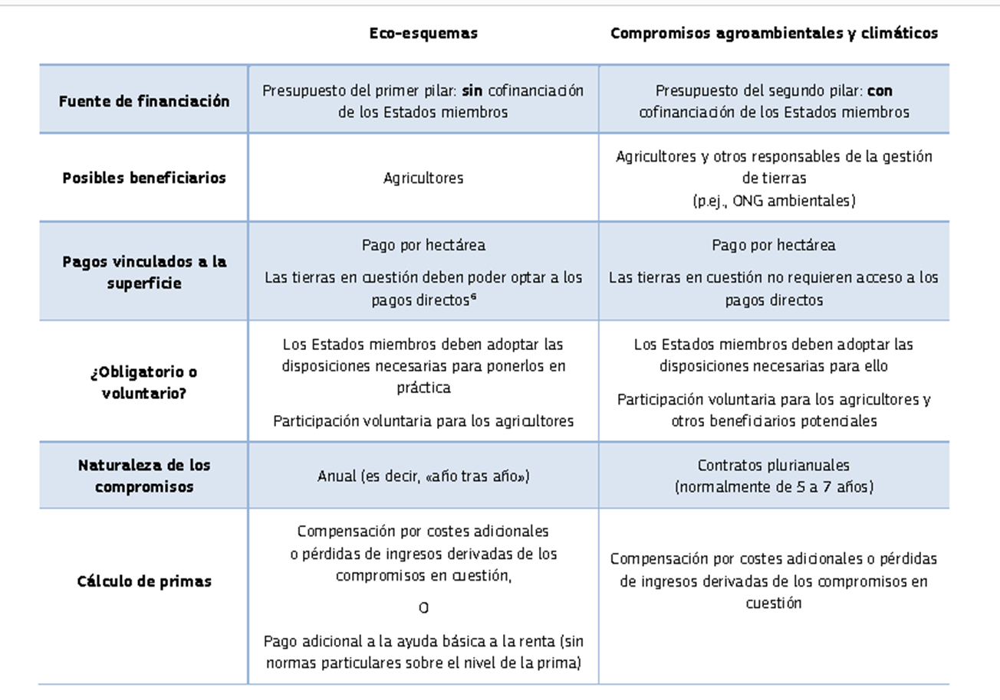 Eco-esquemas
Compromisos agroambientales y climáticos
Fuente de financiación
Presupuesto del primer pilar: sin cofinanciación
de los Estados miembros
Presupuesto del segundo pilar: con
cofinanciación de los Estados miembros
Posibles beneficiarios
Agricultores
Agricultores y otros responsables de la gestión
de tierras
(p.ej., ONG ambientales)
Pagos vinculados a la
superficie
Pago por hectárea
Las tierras en cuestión deben poder optar a los
pagos directos⁶
Pago por hectárea
Las tierras en cuestión no requieren acceso a los
pagos directos
¿Obligatorio o
voluntario?
Los Estados miembros deben adoptar las
disposiciones necesarias para ponerlos en
práctica
Participación voluntaria para los agricultores
Los Estados miembros deben adoptar las
disposiciones necesarias para ello
Participación voluntaria para los agricultores y
otros beneficiarios potenciales
Naturaleza de los
compromisos
Anual (es decir, «año tras año»)
Contratos plurianuales
(normalmente de 5 a 7 años)
Cálculo de primas
Compensación por costes adicionales
o pérdidas de ingresos derivadas de los
compromisos en cuestión,
O
Pago adicional a la ayuda básica a la renta (sin
normas particulares sobre el nivel de la prima)
Compensación por costes adicionales o pérdidas
de ingresos derivadas de los compromisos en
cuestión